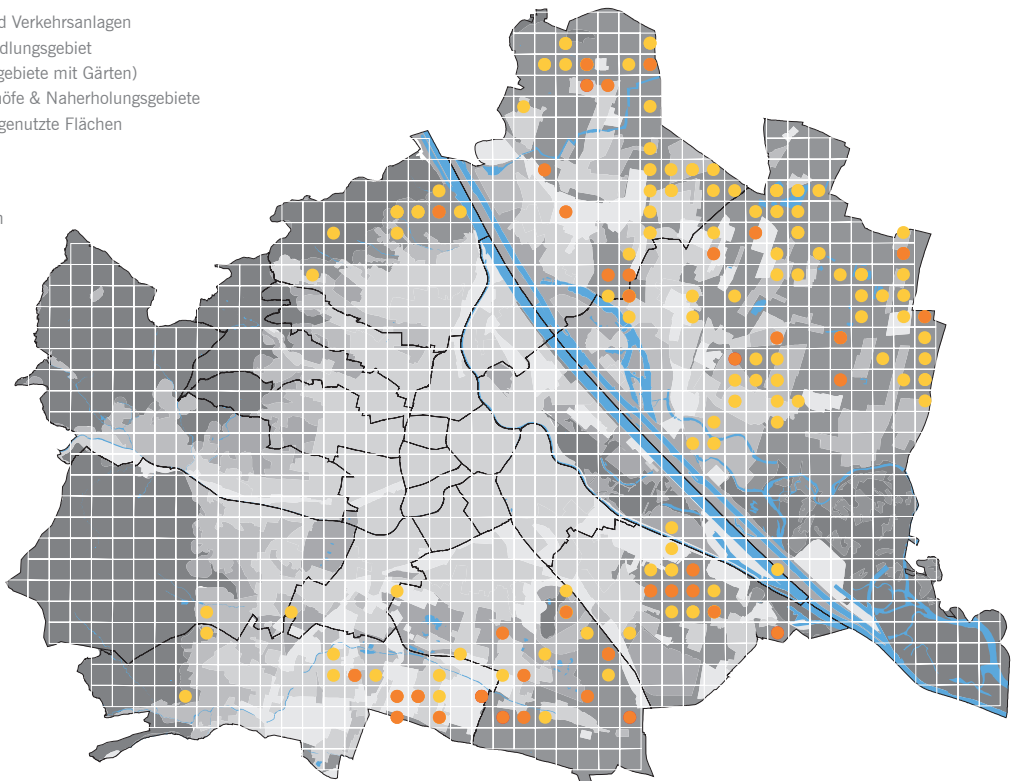 d Verkehrsanlagen
dlungsgebiet
gebiete mit Gärten)
öfe & Naherholungsgebiete
genutzte Flächen